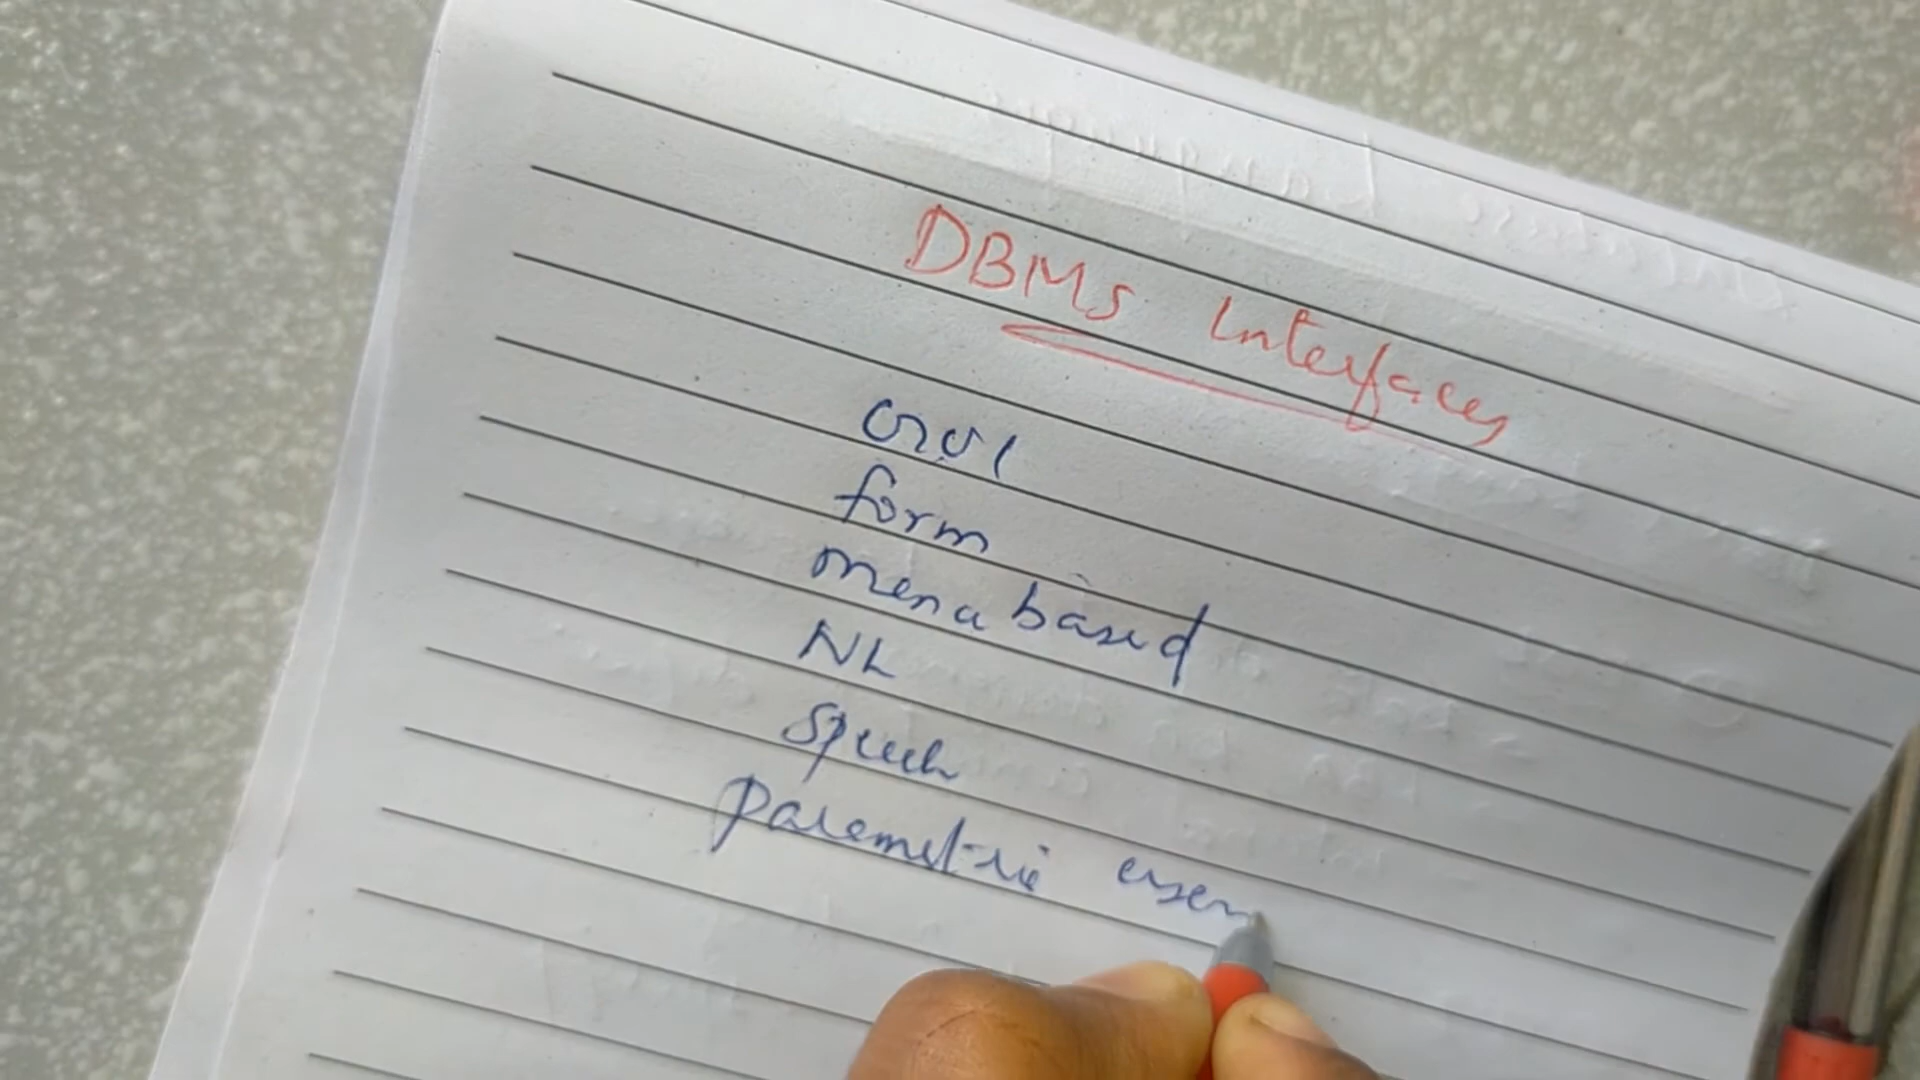 DBMS Interfaces
GUI
form
menu based
NL
Speech
Parametric user